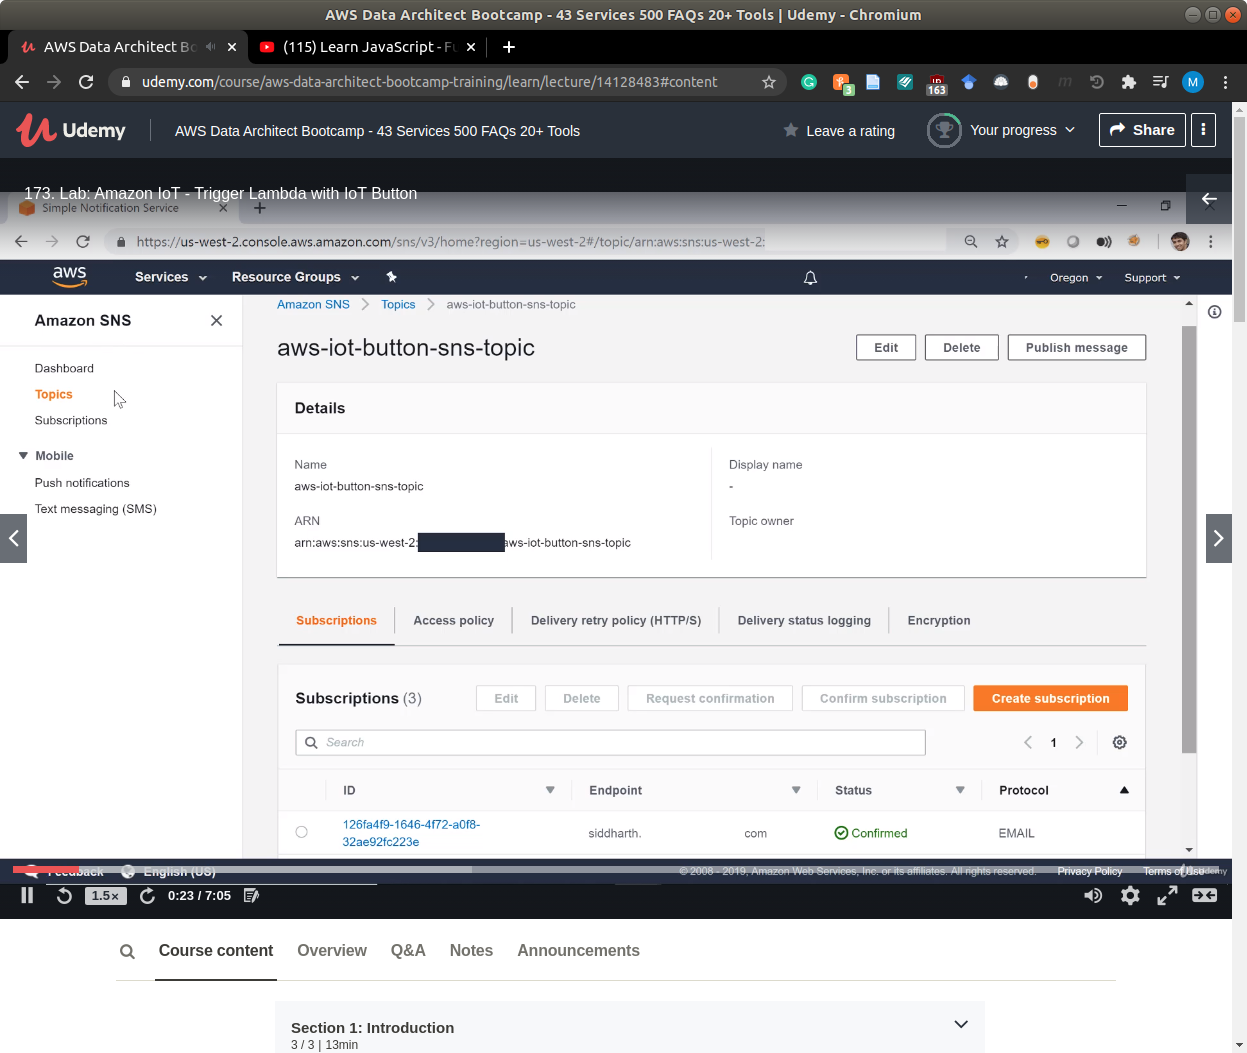 AWS Data Architect Bootcamp - 43 Services 500 FAQs 20+ Tools | Udemy - Chromium
AWS Data Architect Bo
(115) Learn JavaScript - Fu
udemy.com/course/aws-data-architect-bootcamp-training/learn/lecture/14128483#content
3
163
M
Udemy
AWS Data Architect Bootcamp - 43 Services 500 FAQs 20+ Tools
Leave a rating
Your progress
Share
173. Lab: Amazon IoT - Trigger Lambda with IoT Button
Simple Notification Service
https://us-west-2.console.aws.amazon.com/sns/v3/home?region=us-west-2#/topic/arn:aws:sns:us-west-2:
aws
Services
Resource Groups
Oregon
Support
Amazon SNS
Dashboard
Topics
Subscriptions
Mobile
Push notifications
Text messaging (SMS)
Amazon SNS
Topics
aws-iot-button-sns-topic
aws-iot-button-sns-topic
Edit
Delete
Publish message
Details
Name
aws-iot-button-sns-topic
ARN
arn:aws:sns:us-west-2: aws-iot-button-sns-topic
Display name
-
Topic owner
Subscriptions
Access policy
Delivery retry policy (HTTP/S)
Delivery status logging
Encryption
Subscriptions (3)
Edit
Delete
Request confirmation
Confirm subscription
Create subscription
Search
1
ID
Endpoint
Status
Protocol
126fa4f9-1646-4f72-a0f8-
32ae92fc223e
siddharth. com
Confirmed
EMAIL
Feedback
English (US)
© 2008 - 2019, Amazon Web Services, Inc. or its affiliates. All rights reserved.
Privacy Policy
Terms of Use
1.5×
0:23 / 7:05
Course content
Overview
Q&A
Notes
Announcements
Section 1: Introduction
3 / 3 | 13min